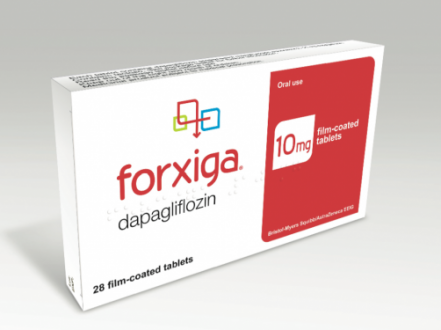 Oral use
10mg
film-coated
tablets
forxiga®
dapagliflozin
28 film-coated tablets